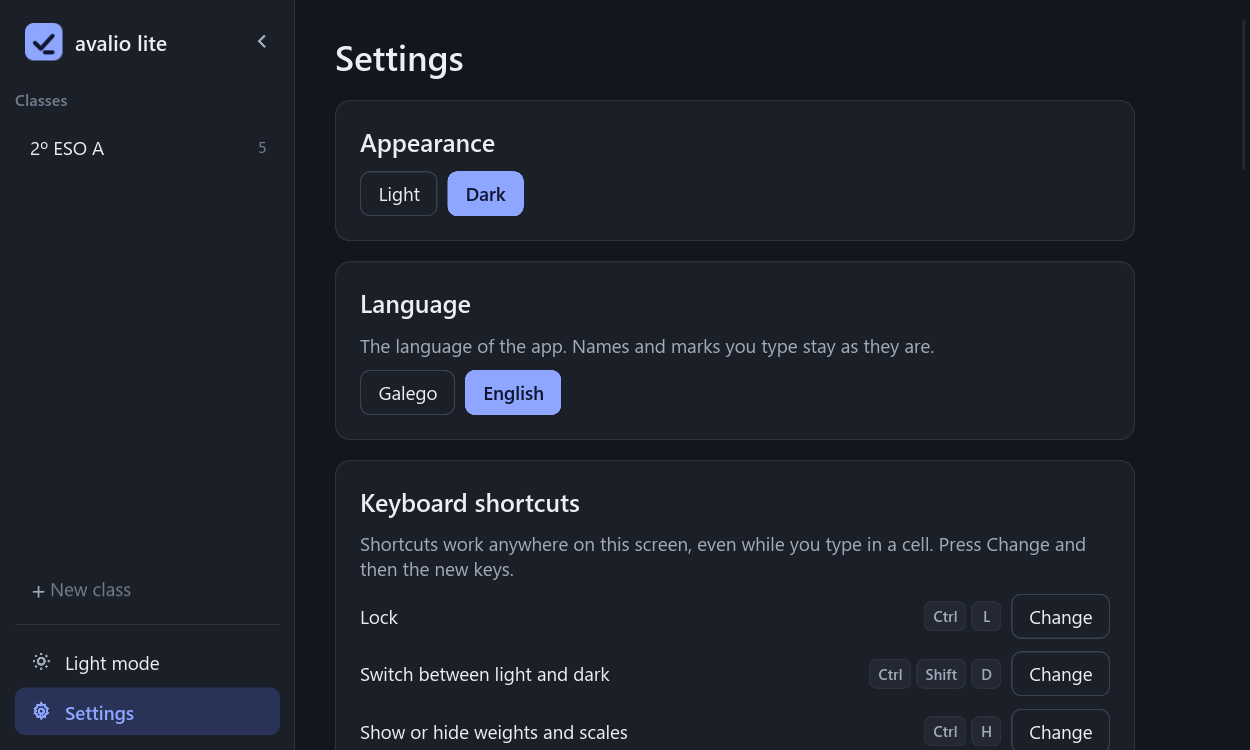 avalio lite
Classes
2º ESO A 5
+ New class
Light mode
Settings
Settings
Appearance
Light Dark
Language
The language of the app. Names and marks you type stay as they are.
Galego English
Keyboard shortcuts
Shortcuts work anywhere on this screen, even while you type in a cell. Press Change and
then the new keys.
Lock Ctrl L Change
Switch between light and dark Ctrl Shift D Change
Show or hide weights and scales Ctrl H Change